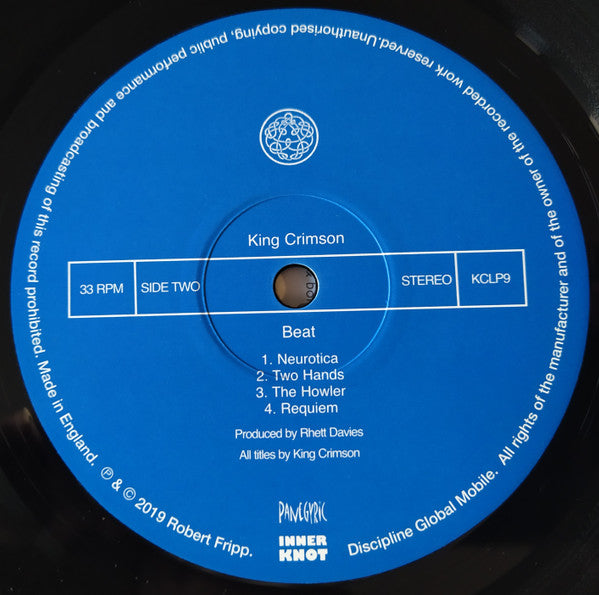 King Crimson
33 RPM
SIDE TWO
STEREO
KCLP9
Beat
1. Neurotica
2. Two Hands
3. The Howler
4. Requiem
Produced by Rhett Davies
All titles by King Crimson
PANEGYRIC
INNER
KNOT
℗ & © 2019 Robert Fripp. Discipline Global Mobile. All rights of the manufacturer and of the owner of the recorded work reserved.Unauthorised copying, public performance and broadcasting of this record prohibited. Made in England.